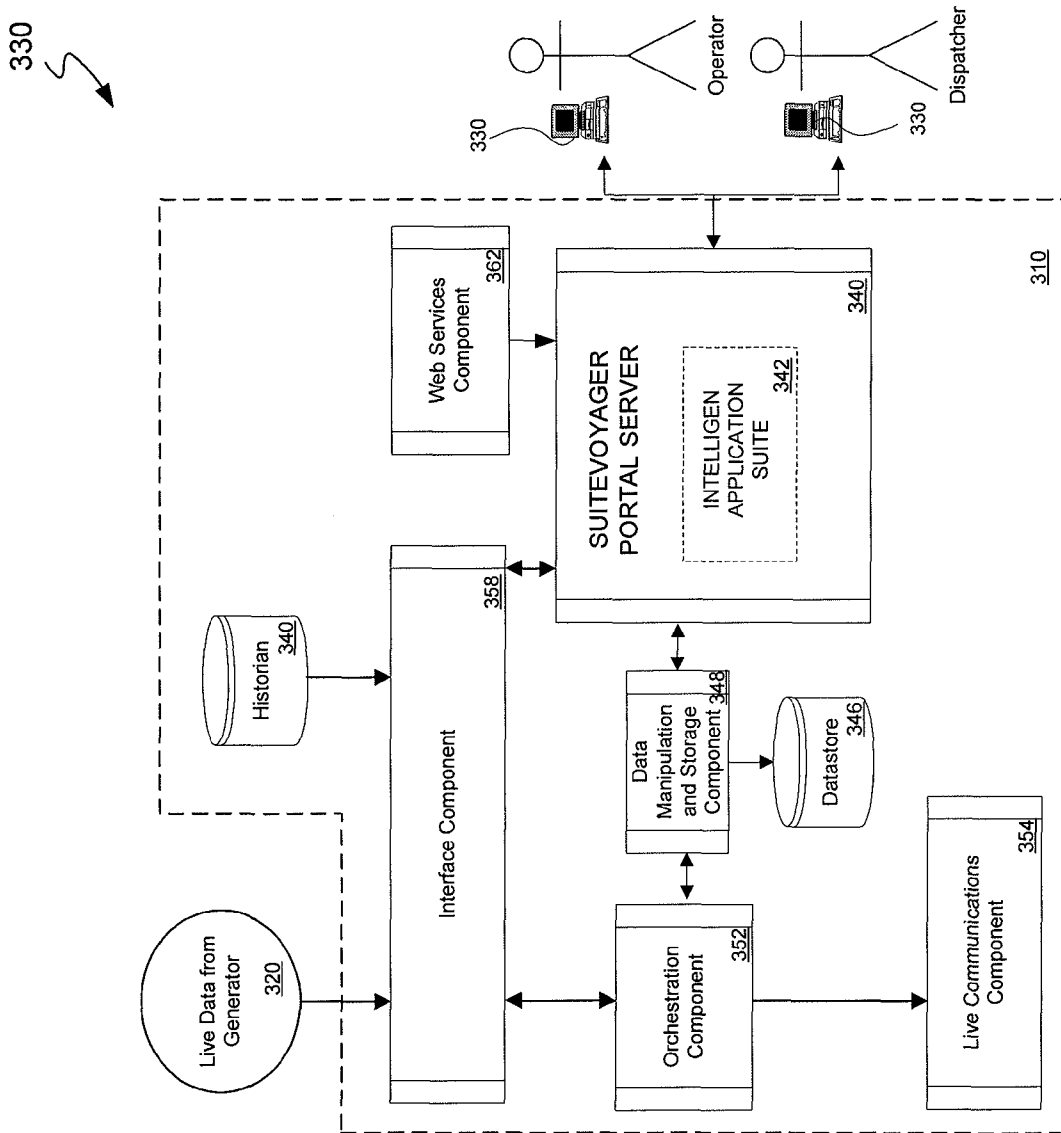 330
Live Data from
Generator
320
Historian
340
Interface Component
358
Web Services
Component
362
SUITEVOYAGER
PORTAL SERVER
340
INTELLIGEN
APPLICATION
SUITE
342
Data
Manipulation
and Storage
Component
348
Datastore
346
Orchestration
Component
352
Live Communications
Component
354
330
Operator
330
Dispatcher
310